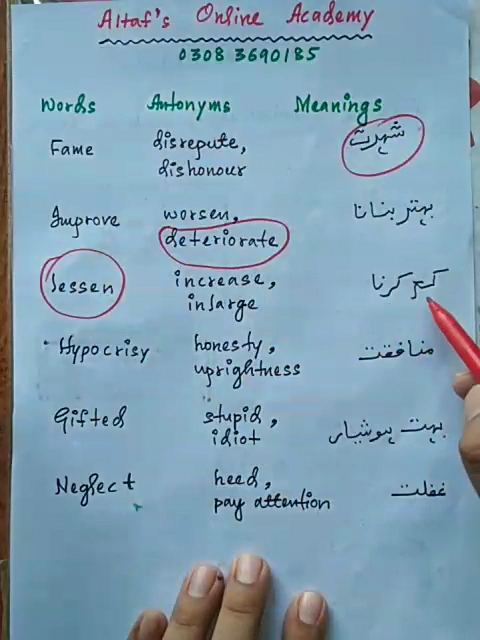 Altaf's Online Academy
0308 3690185
Words Antonyms Meanings
Fame disrepute, dishonour شہرت
Improve worsen, deteriorate بہتر بنانا
lessen increase, inlarge کم کرنا
Hypocrisy honesty, uprightness منافقت
Gifted stupid, idiot بہت ہوشیار
Neglect heed, pay attention غفلت